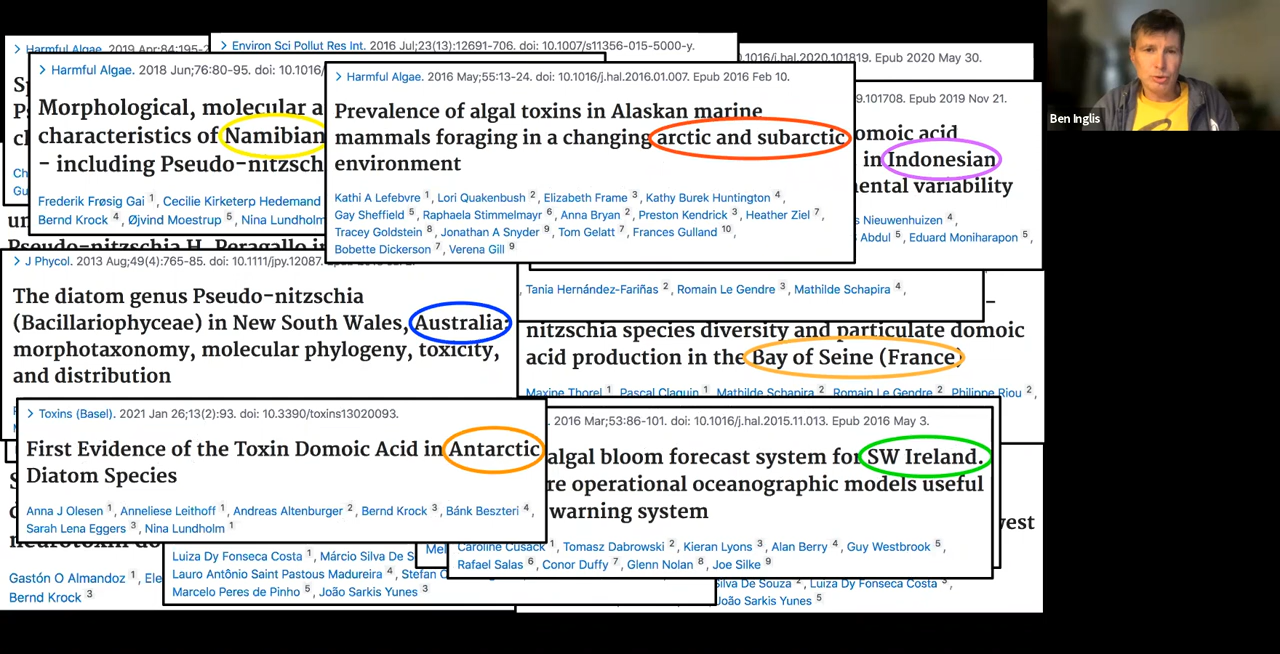 Harmful Algae. 2019 Apr;84:195-2
Environ Sci Pollut Res Int. 2016 Jul;23(13):12691-706. doi: 10.1007/s11356-015-5000-y.
.1016/j.hal.2020.101819. Epub 2020 May 30.
Harmful Algae. 2018 Jun;76:80-95. doi: 10.1016/
Morphological, molecular a
characteristics of Namibian
– including Pseudo-nitzsch
Frederik Frøsig Gai 1, Cecilie Kirketerp Hedemand
Bernd Krock 4, Øjvind Moestrup 5, Nina Lundholm
Harmful Algae. 2016 May;55:13-24. doi: 10.1016/j.hal.2016.01.007. Epub 2016 Feb 10.
Prevalence of algal toxins in Alaskan marine
mammals foraging in a changing arctic and subarctic
environment
Kathi A Lefebvre 1, Lori Quakenbush 2, Elizabeth Frame 3, Kathy Burek Huntington 4,
Gay Sheffield 5, Raphaela Stimmelmayr 6, Anna Bryan 2, Preston Kendrick 3, Heather Ziel 7,
Tracey Goldstein 8, Jonathan A Snyder 9, Tom Gelatt 7, Frances Gulland 10,
Bobette Dickerson 7, Verena Gill 9
9.101708. Epub 2019 Nov 21.
omoic acid
in Indonesian
ental variability
s Nieuwenhuizen 4,
Abdul 5, Eduard Moniharapon 5,
Ben Inglis
Pseudo-nitzschia H. Peragallo i
J Phycol. 2013 Aug;49(4):765-85. doi: 10.1111/jpy.12087.
The diatom genus Pseudo-nitzschia
(Bacillariophyceae) in New South Wales, Australia:
morphotaxonomy, molecular phylogeny, toxicity,
and distribution
Tania Hernández-Fariñas 2, Romain Le Gendre 3, Mathilde Schapira 4,
nitzschia species diversity and particulate domoic
acid production in the Bay of Seine (France)
Maxine Thorel 1, Pascal Claquin 1, Mathilde Schapira 2, Romain Le Gendre 2, Philippe Riou 2,
Toxins (Basel). 2021 Jan 26;13(2):93. doi: 10.3390/toxins13020093.
First Evidence of the Toxin Domoic Acid in Antarctic
Diatom Species
Anna J Olesen 1, Anneliese Leithoff 1, Andreas Altenburger 2, Bernd Krock 3, Bánk Beszteri 4,
Sarah Lena Eggers 3, Nina Lundholm 1
. 2016 Mar;53:86-101. doi: 10.1016/j.hal.2015.11.013. Epub 2016 May 3.
algal bloom forecast system for SW Ireland.
re operational oceanographic models useful
warning system
Caroline Cusack 1, Tomasz Dabrowski 2, Kieran Lyons 3, Alan Berry 4, Guy Westbrook 5,
Rafael Salas 6, Conor Duffy 7, Glenn Nolan 8, Joe Silke 9
vest
Gastón O Almandoz 1, Ele
Bernd Krock 3
Luiza Dy Fonseca Costa 1, Márcio Silva De S
Lauro Antônio Saint Pastous Madureira 4, Stefan C
Marcelo Peres de Pinho 5, João Sarkis Yunes 3
Mel
Silva De Souza 2, Luiza Dy Fonseca Costa 3,
João Sarkis Yunes 5